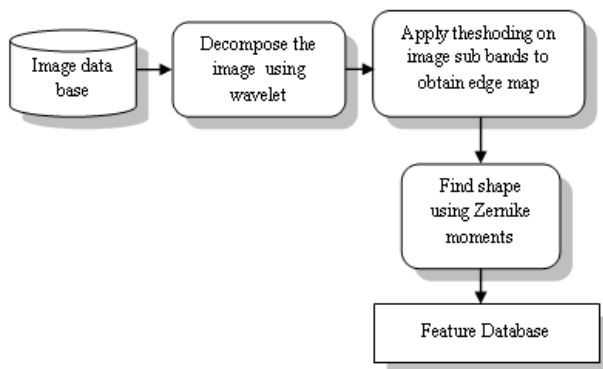 Image data
base
Decompose the
image using
wavelet
Apply theshoding on
image sub bands to
obtain edge map
Find shape
using Zernike
moments
Feature Database